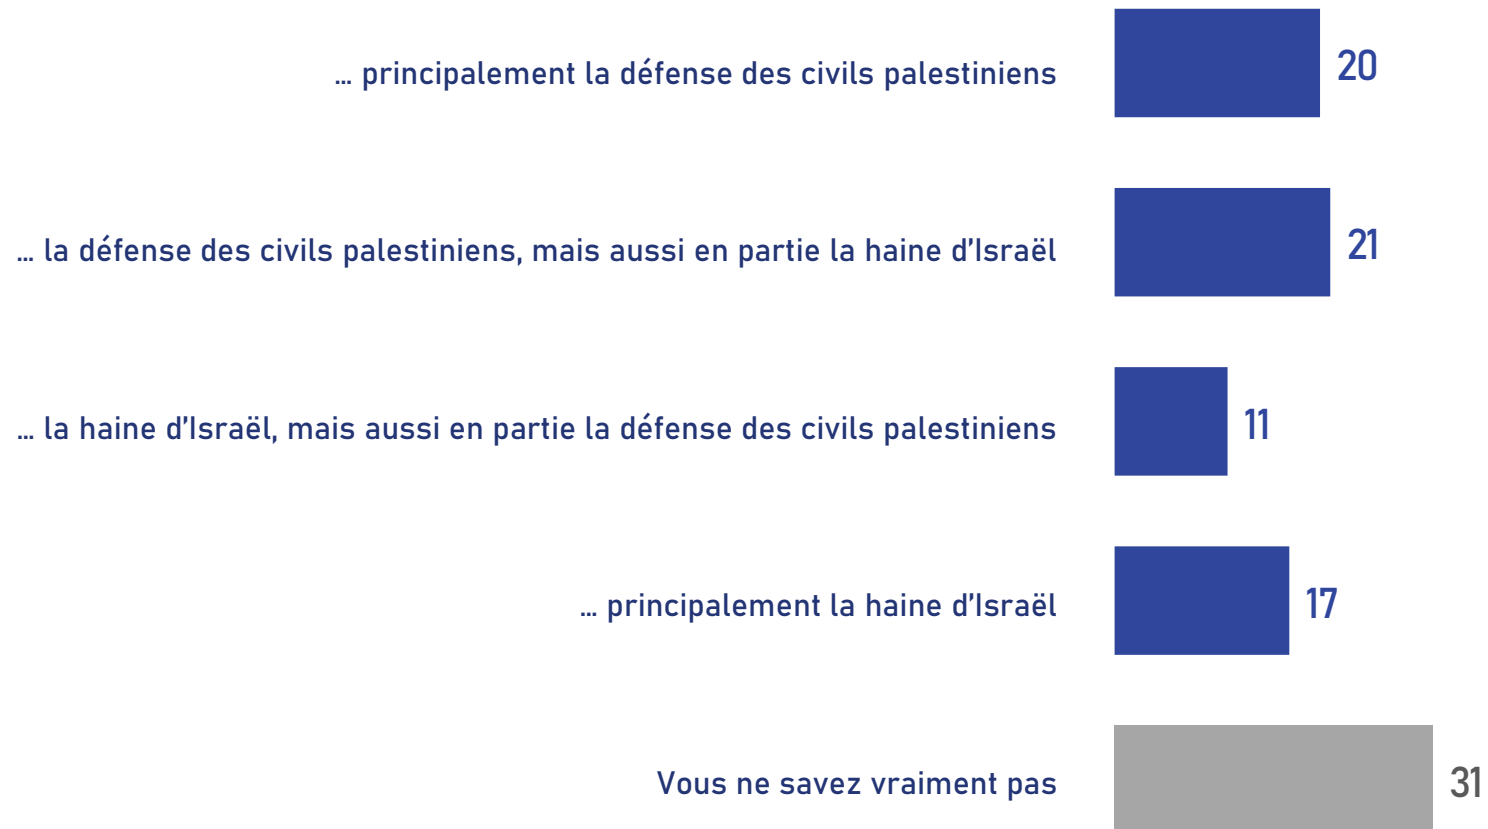 ... principalement la défense des civils palestiniens 20
... la défense des civils palestiniens, mais aussi en partie la haine d'Israël 21
... la haine d'Israël, mais aussi en partie la défense des civils palestiniens 11
... principalement la haine d'Israël 17
Vous ne savez vraiment pas 31